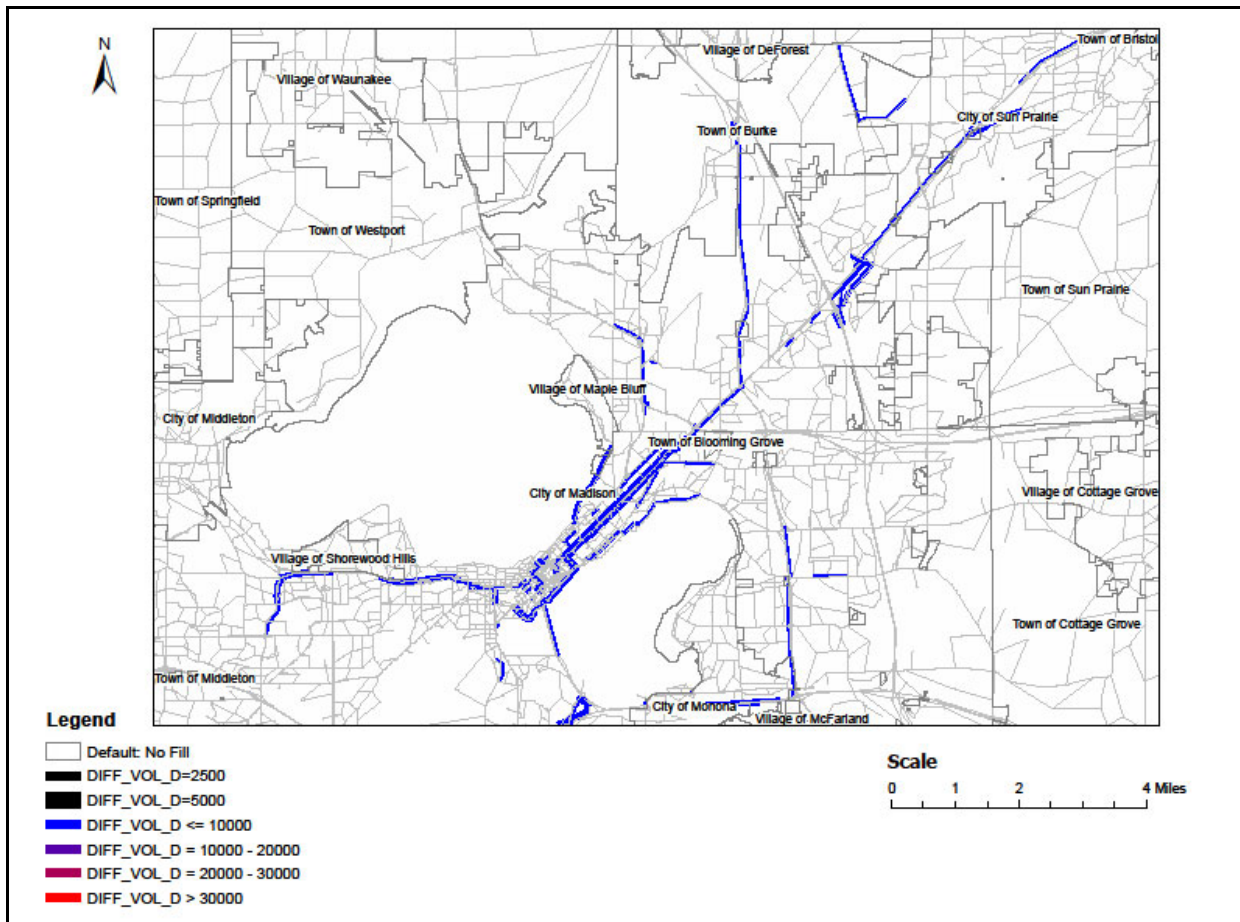 N
Village of DeForest
Town of Bristol
Village of Waunakee
City of Sun Prairie
Town of Burke
Town of Springfield
Town of Westport
Town of Sun Prairie
Village of Maple Bluff
City of Middleton
Town of Blooming Grove
City of Madison
Village of Cottage Grove
Village of Shorewood Hills
Town of Cottage Grove
Town of Middleton
City of Monona
Village of McFarland
Legend
Default: No Fill
DIFF_VOL_D=2500
DIFF_VOL_D=5000
DIFF_VOL_D <= 10000
DIFF_VOL_D = 10000 - 20000
DIFF_VOL_D = 20000 - 30000
DIFF_VOL_D > 30000
Scale
0 1 2 4 Miles